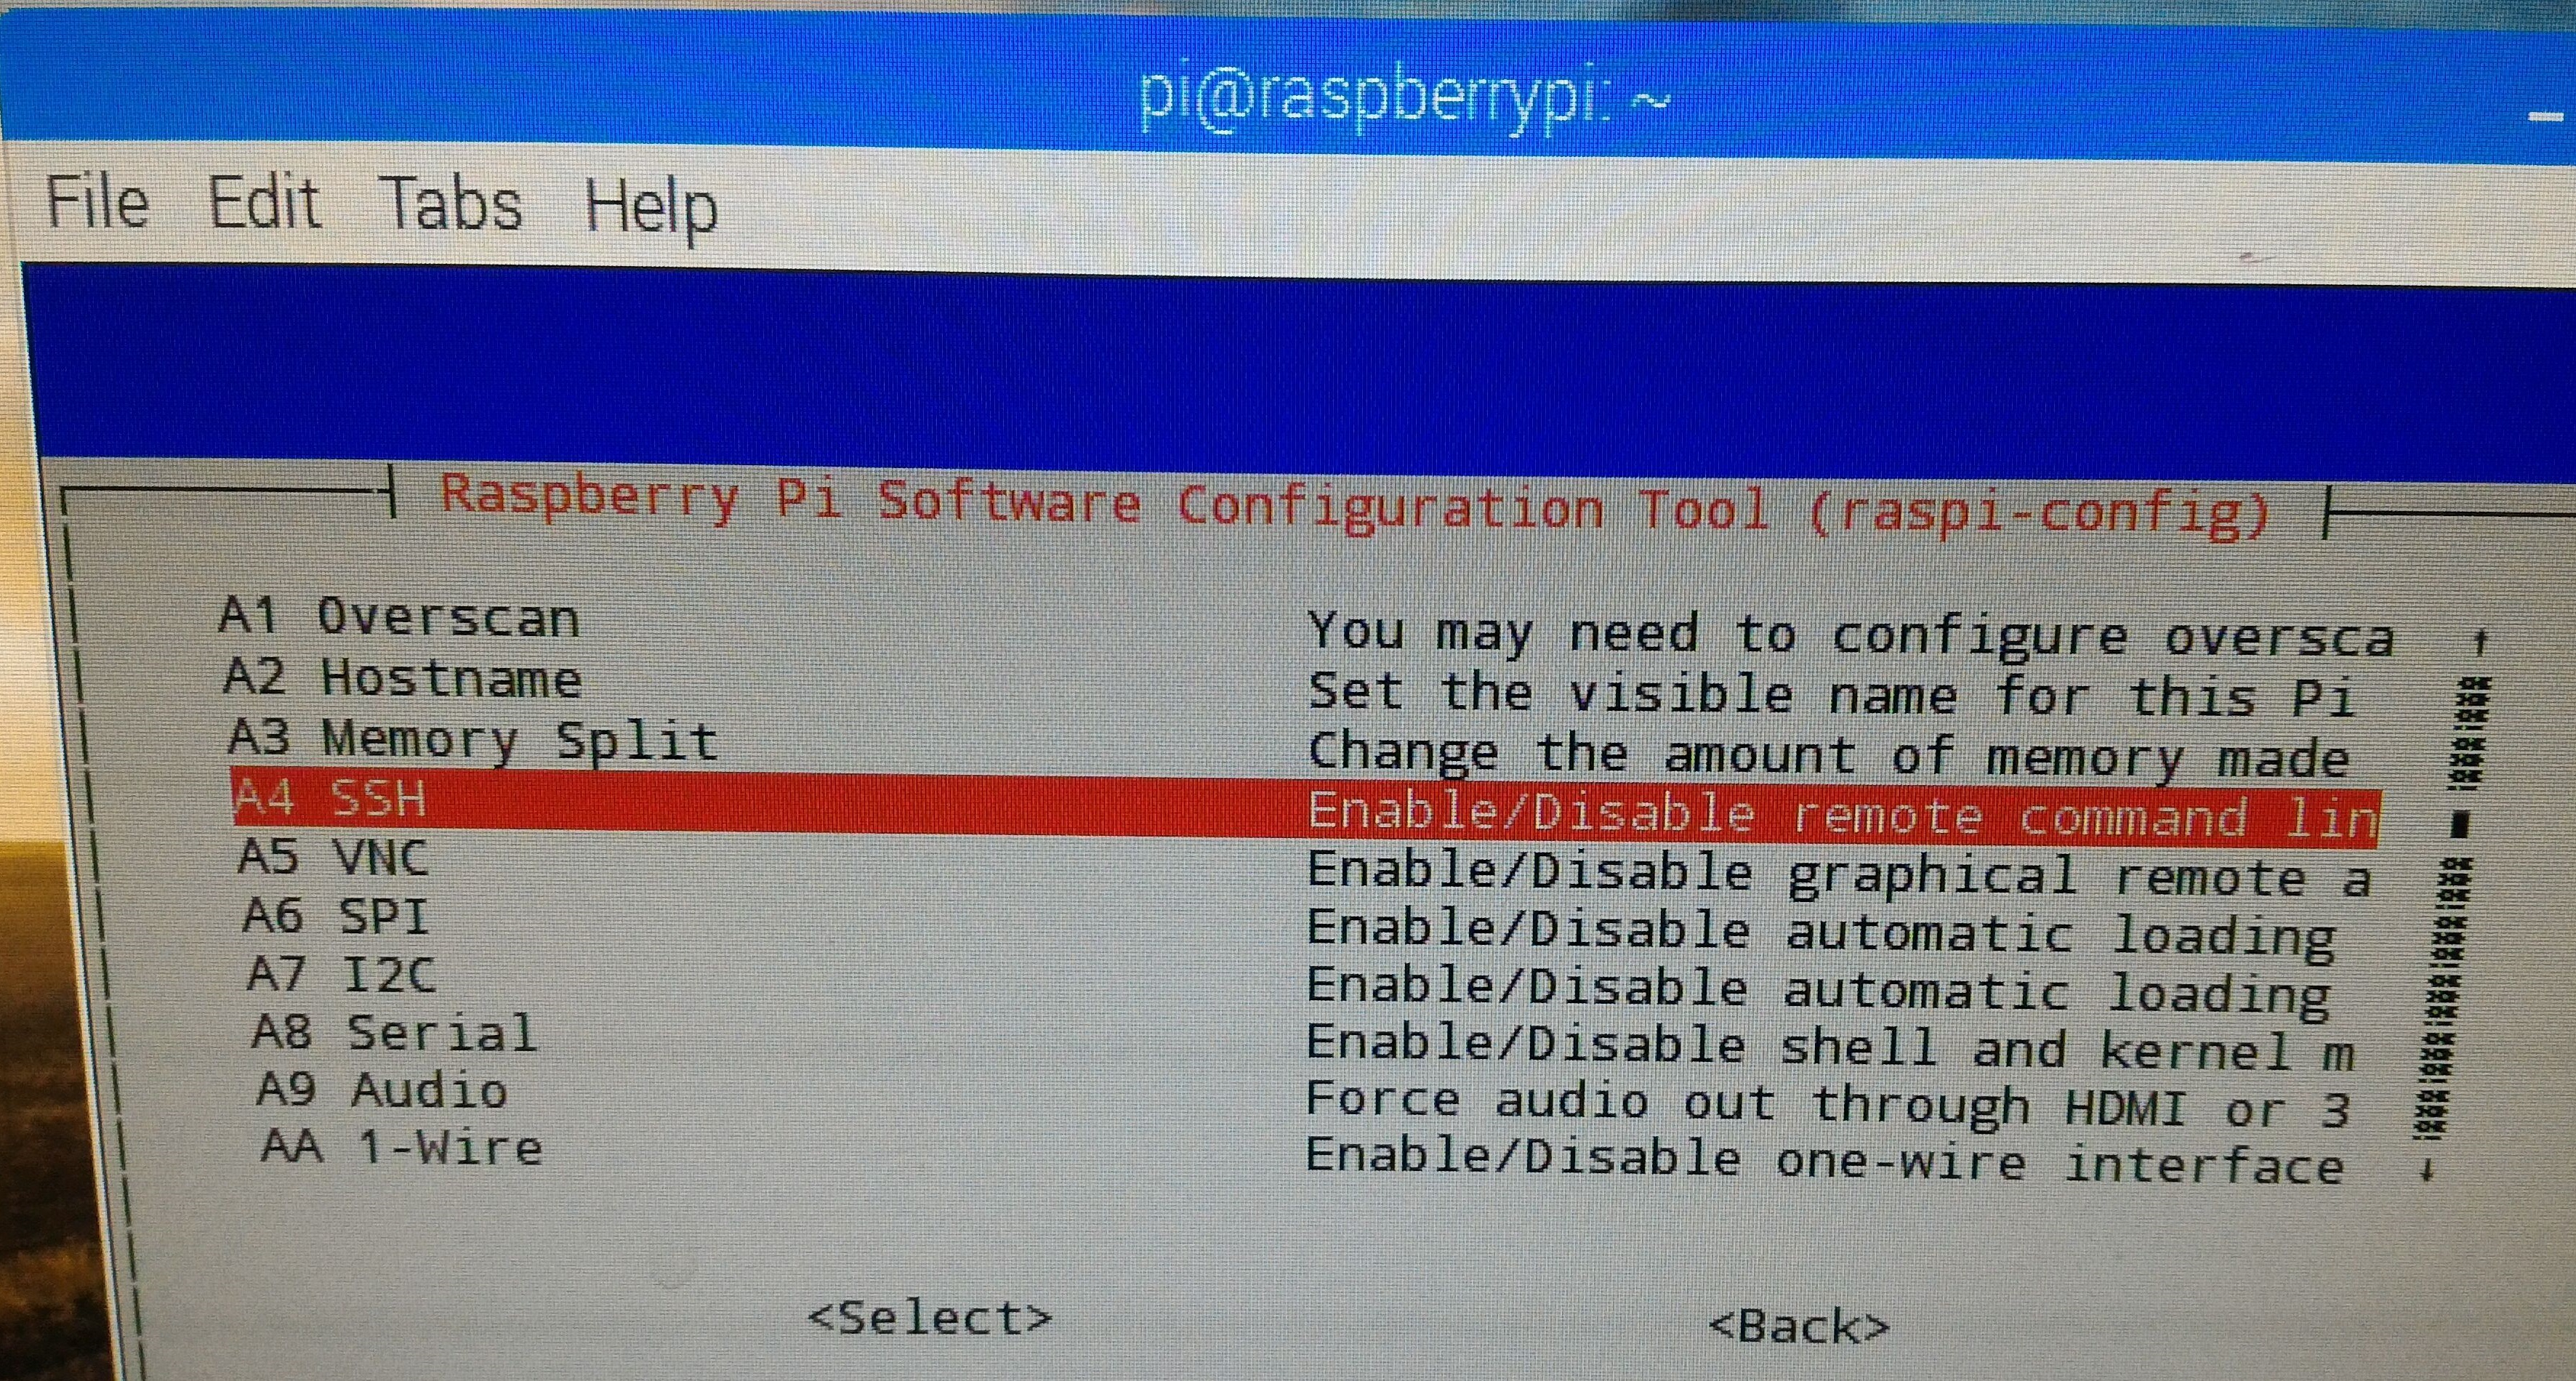 pi@raspberrypi: ~
File Edit Tabs Help
Raspberry Pi Software Configuration Tool (raspi-config)
A1 Overscan You may need to configure oversca
A2 Hostname Set the visible name for this Pi
A3 Memory Split Change the amount of memory made
A4 SSH Enable/Disable remote command lin
A5 VNC Enable/Disable graphical remote a
A6 SPI Enable/Disable automatic loading
A7 I2C Enable/Disable automatic loading
A8 Serial Enable/Disable shell and kernel m
A9 Audio Force audio out through HDMI or 3
AA 1-Wire Enable/Disable one-wire interface
<Select> <Back>